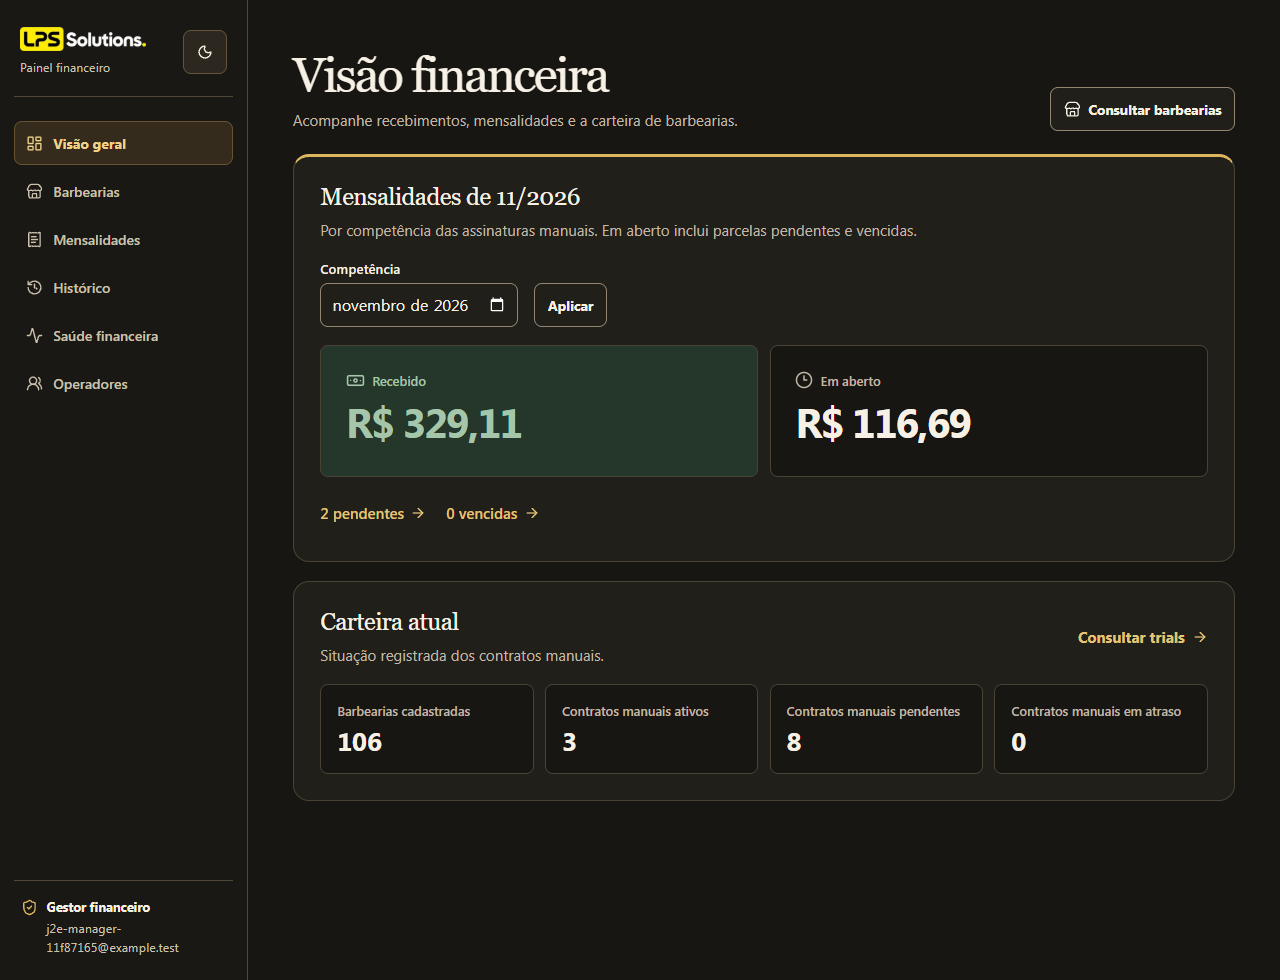 LPS Solutions.
Painel financeiro
Visão geral
Barbearias
Mensalidades
Histórico
Saúde financeira
Operadores
Gestor financeiro
j2e-manager-
11f87165@example.test
Visão financeira
Acompanhe recebimentos, mensalidades e a carteira de barbearias.
Consultar barbearias
Mensalidades de 11/2026
Por competência das assinaturas manuais. Em aberto inclui parcelas pendentes e vencidas.
Competência
novembro de 2026
Aplicar
Recebido
R$ 329,11
Em aberto
R$ 116,69
2 pendentes
0 vencidas
Carteira atual
Situação registrada dos contratos manuais.
Consultar trials
Barbearias cadastradas
106
Contratos manuais ativos
3
Contratos manuais pendentes
8
Contratos manuais em atraso
0